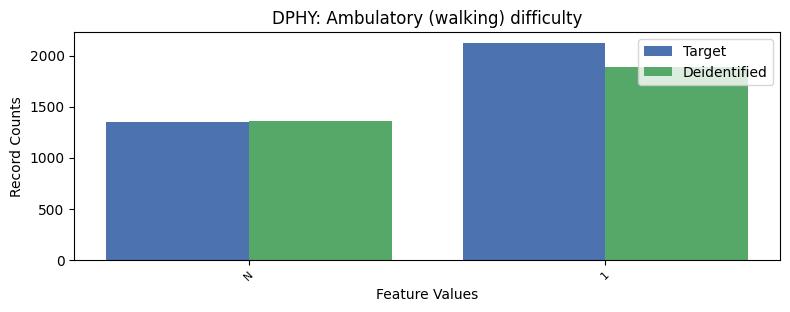 DPHY: Ambulatory (walking) difficulty
Target
Deidentified
2000
1500
1000
500
0
Record Counts
N
1
Feature Values